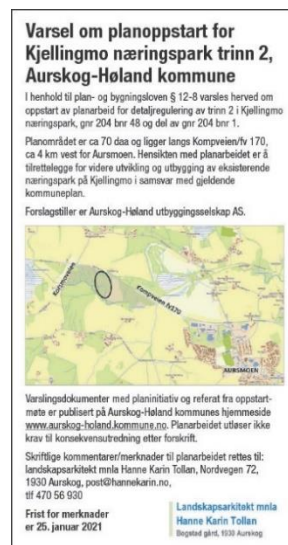 Varsel om planoppstart for
Kjellingmo næringspark trinn 2,
Aurskog-Høland kommune
I henhold til plan- og bygningsloven § 12-8 varsles herved om
oppstart av planarbeid for detaljregulering av trinn 2 i Kjellingmo
næringspark, gnr 204 bnr 48 og del av gnr 204 bnr 1.
Planområdet er ca 70 daa og ligger langs Kompveien/fv 170,
ca 4 km vest for Aursmoen. Hensikten med planarbeidet er å
tilrettelegge for videre utvikling og utbygging av eksisterende
næringspark på Kjellingmo i samsvar med gjeldende
kommuneplan.
Forslagstiller er Aurskog-Høland utbyggingsselskap AS.
Kompveien fv170
AURSMOEN
Varslingsdokumenter med planinitiativ og referat fra oppstart-
møte er publisert på Aurskog-Høland kommunes hjemmeside
www.aurskog-holand.kommune.no. Planarbeidet utløser ikke
krav til konsekvensutredning etter forskrift.
Skriftlige kommentarer/merknader til planarbeidet rettes til:
landskapsarkitekt mnla Hanne Karin Tollan, Nordvegen 72,
1930 Aurskog, post@hannekarin.no,
tlf 470 56 930
Frist for merknader
er 25. januar 2021
Landskapsarkitekt mnla
Hanne Karin Tollan
Bogstad gård, 1930 Aurskog